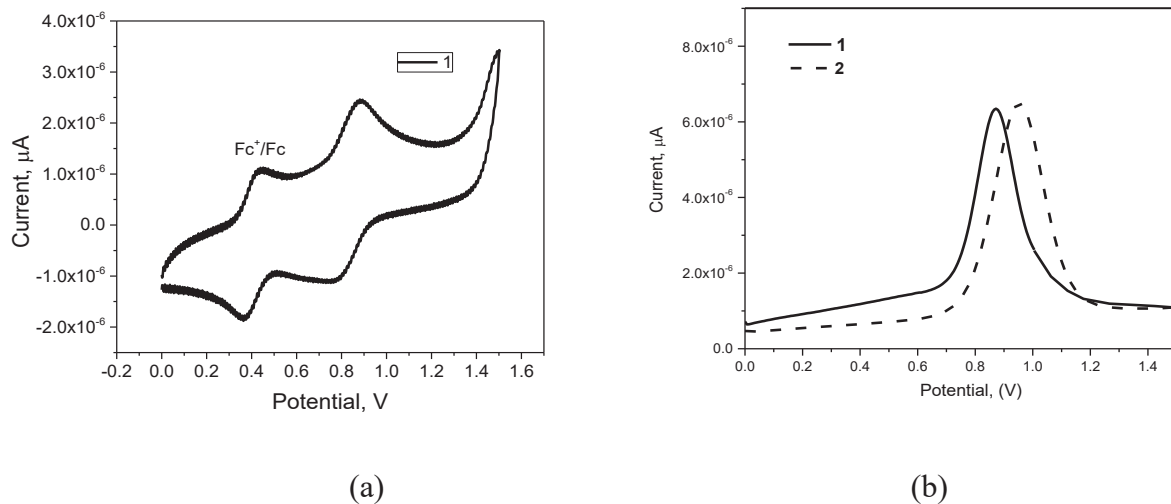 4.0x10⁻⁶
3.0x10⁻⁶
2.0x10⁻⁶
1.0x10⁻⁶
0.0
-1.0x10⁻⁶
-2.0x10⁻⁶
Current, μA
1
Fc⁺/Fc
-0.2 0.0 0.2 0.4 0.6 0.8 1.0 1.2 1.4 1.6
Potential, V
(a)
8.0x10⁻⁶
6.0x10⁻⁶
4.0x10⁻⁶
2.0x10⁻⁶
0.0
Current, μA
1
2
0.0 0.2 0.4 0.6 0.8 1.0 1.2 1.4
Potential, (V)
(b)